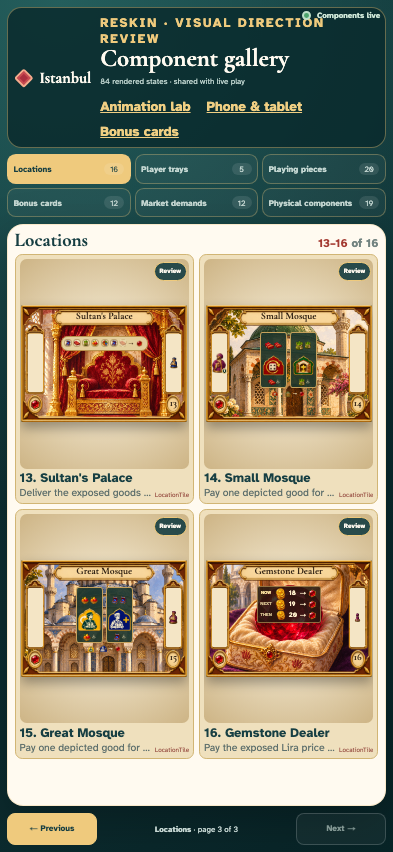 Components live
RESKIN · VISUAL DIRECTION
REVIEW
Istanbul
Component gallery
84 rendered states · shared with live play
Animation lab Phone & tablet
Bonus cards
Locations 16 Player trays 5 Playing pieces 20
Bonus cards 12 Market demands 12 Physical components 19
Locations 13–16 of 16
Review
Sultan's Palace
13
13. Sultan's Palace
Deliver the exposed goods ... LocationTile
Review
Small Mosque
14
14. Small Mosque
Pay one depicted good for ... LocationTile
Review
Great Mosque
15
15. Great Mosque
Pay one depicted good for ... LocationTile
Review
Gemstone Dealer
NOW 18 →
NEXT 19 →
THEN 20 →
16
16. Gemstone Dealer
Pay the exposed Lira price ... LocationTile
← Previous Locations · page 3 of 3 Next →